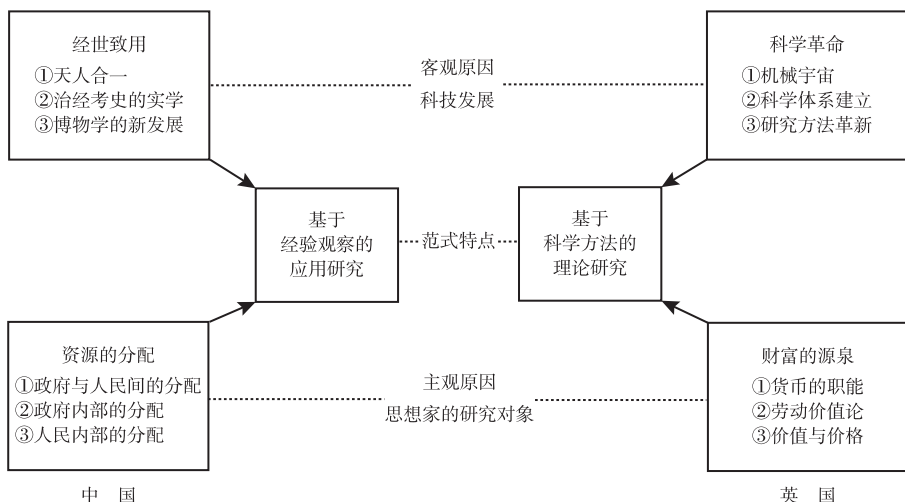 经世致用
①天人合一
②治经考史的实学
③博物学的新发展
客观原因
科技发展
科学革命
①机械宇宙
②科学体系建立
③研究方法革新
基于
经验观察的
应用研究
范式特点
基于
科学方法的
理论研究
资源的分配
①政府与人民间的分配
②政府内部的分配
③人民内部的分配
主观原因
思想家的研究对象
财富的源泉
①货币的职能
②劳动价值论
③价值与价格
中 国
英 国